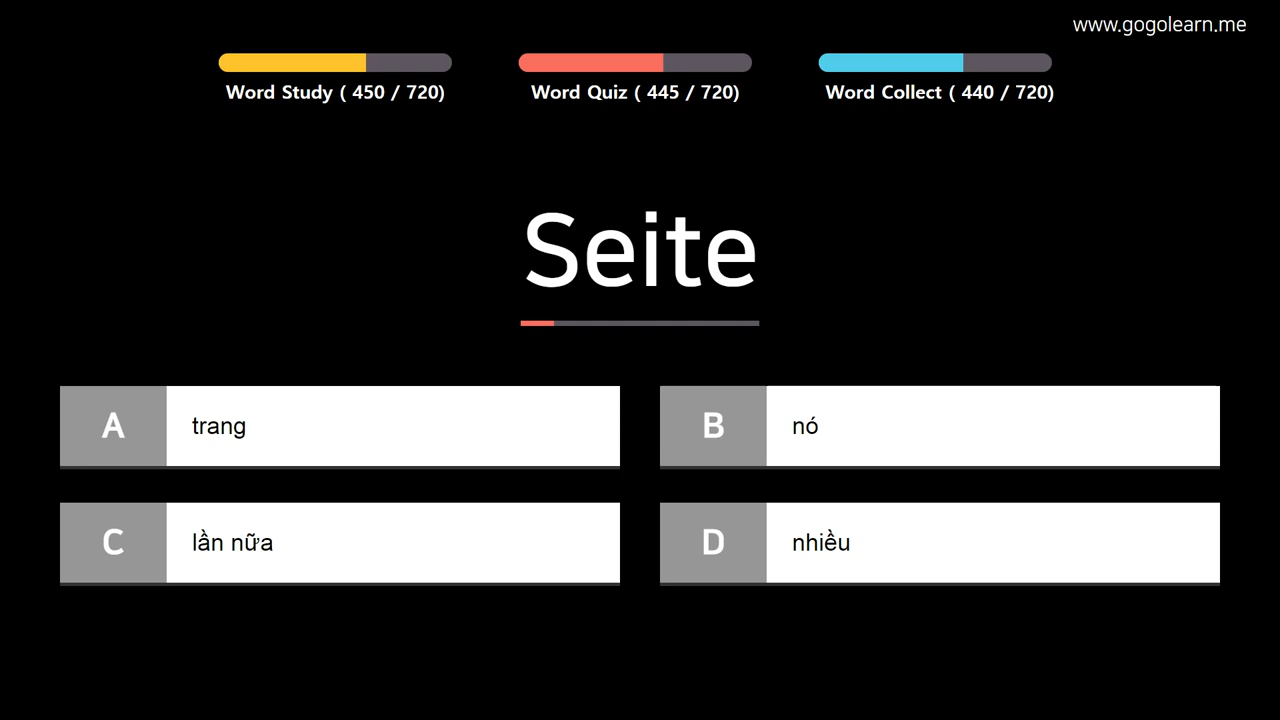 www.gogolearn.me
Word Study ( 450 / 720)
Word Quiz ( 445 / 720)
Word Collect ( 440 / 720)
Seite
A
trang
B
nó
C
lần nữa
D
nhiều